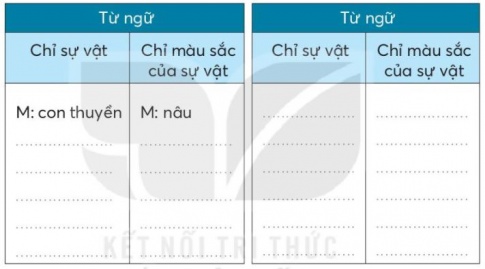 Từ ngữ
Chỉ sự vật
Chỉ màu sắc
của sự vật
M: con thuyền
M: nâu
Từ ngữ
Chỉ sự vật
Chỉ màu sắc
của sự vật
KẾT NỐI TRI THỨC